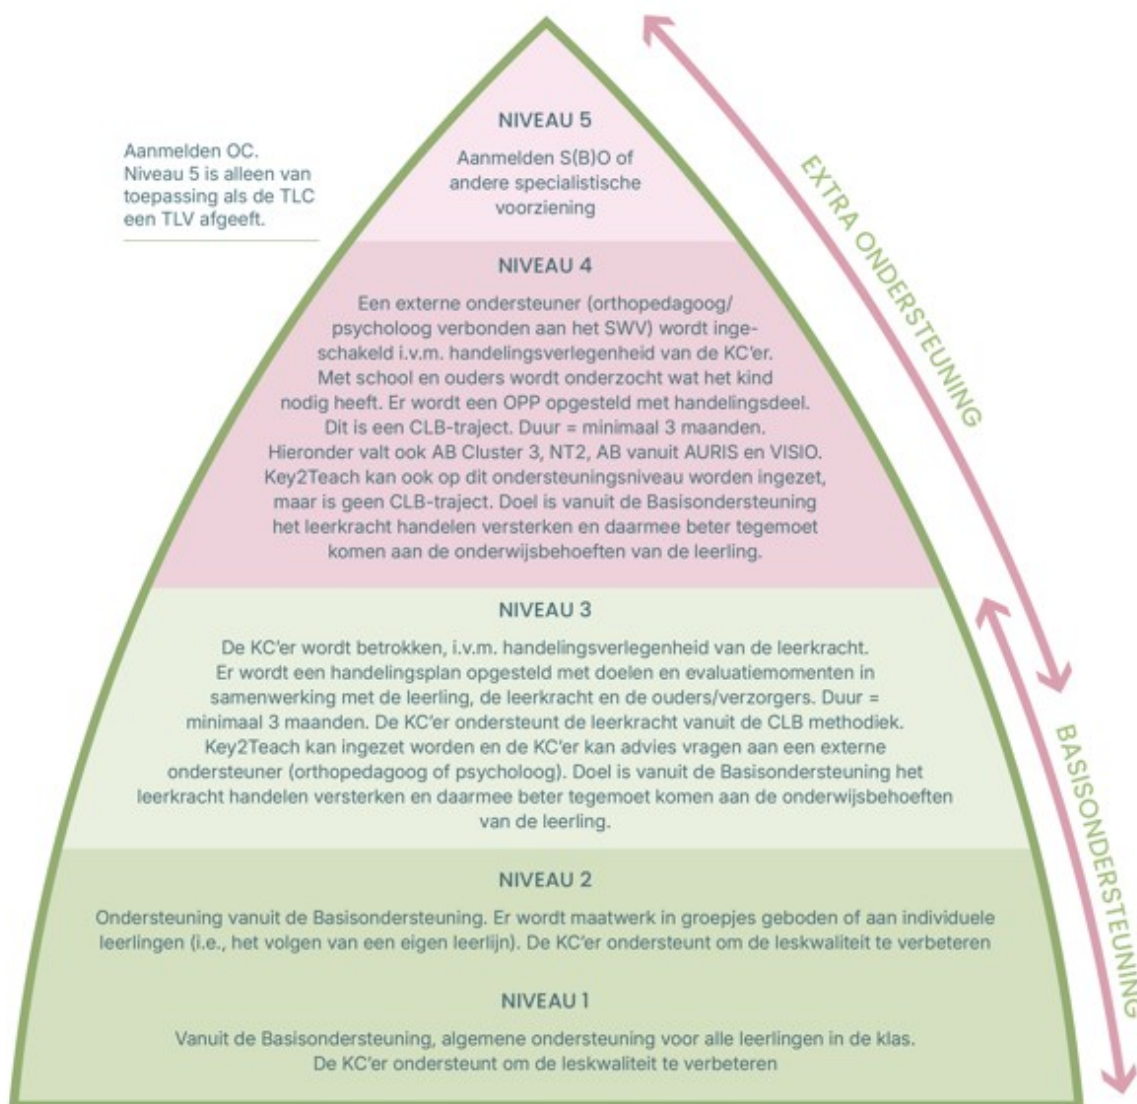 NIVEAU 5
Aanmelden S(B)O of
andere specialistische
voorziening
Aanmelden OC.
Niveau 5 is alleen van
toepassing als de TLC
een TLV afgeeft.
NIVEAU 4
Een externe ondersteuner (orthopedagoog/
psycholoog verbonden aan het SWV) wordt inge-
schakeld i.v.m. handelingsverlegenheid van de KC'er.
Met school en ouders wordt onderzocht wat het kind
nodig heeft. Er wordt een OPP opgesteld met handelingsdeel.
Dit is een CLB-traject. Duur = minimaal 3 maanden.
Hieronder valt ook AB Cluster 3, NT2, AB vanuit AURIS en VISIO.
Key2Teach kan ook op dit ondersteuningsniveau worden ingezet,
maar is geen CLB-traject. Doel is vanuit de Basisondersteuning
het leerkracht handelen versterken en daarmee beter tegemoet
komen aan de onderwijsbehoeften van de leerling.
EXTRA ONDERSTEUNING
NIVEAU 3
De KC'er wordt betrokken, i.v.m. handelingsverlegenheid van de leerkracht.
Er wordt een handelingsplan opgesteld met doelen en evaluatiemomenten in
samenwerking met de leerling, de leerkracht en de ouders/verzorgers. Duur =
minimaal 3 maanden. De KC'er ondersteunt de leerkracht vanuit de CLB methodiek.
Key2Teach kan ingezet worden en de KC'er kan advies vragen aan een externe
ondersteuner (orthopedagoog of psycholoog). Doel is vanuit de Basisondersteuning het
leerkracht handelen versterken en daarmee beter tegemoet komen aan de onderwijsbehoeften
van de leerling.
BASISONDERSTEUNING
NIVEAU 2
Ondersteuning vanuit de Basisondersteuning. Er wordt maatwerk in groepjes geboden of aan individuele
leerlingen (i.e., het volgen van een eigen leerlijn). De KC'er ondersteunt om de leskwaliteit te verbeteren
NIVEAU 1
Vanuit de Basisondersteuning, algemene ondersteuning voor alle leerlingen in de klas.
De KC'er ondersteunt om de leskwaliteit te verbeteren